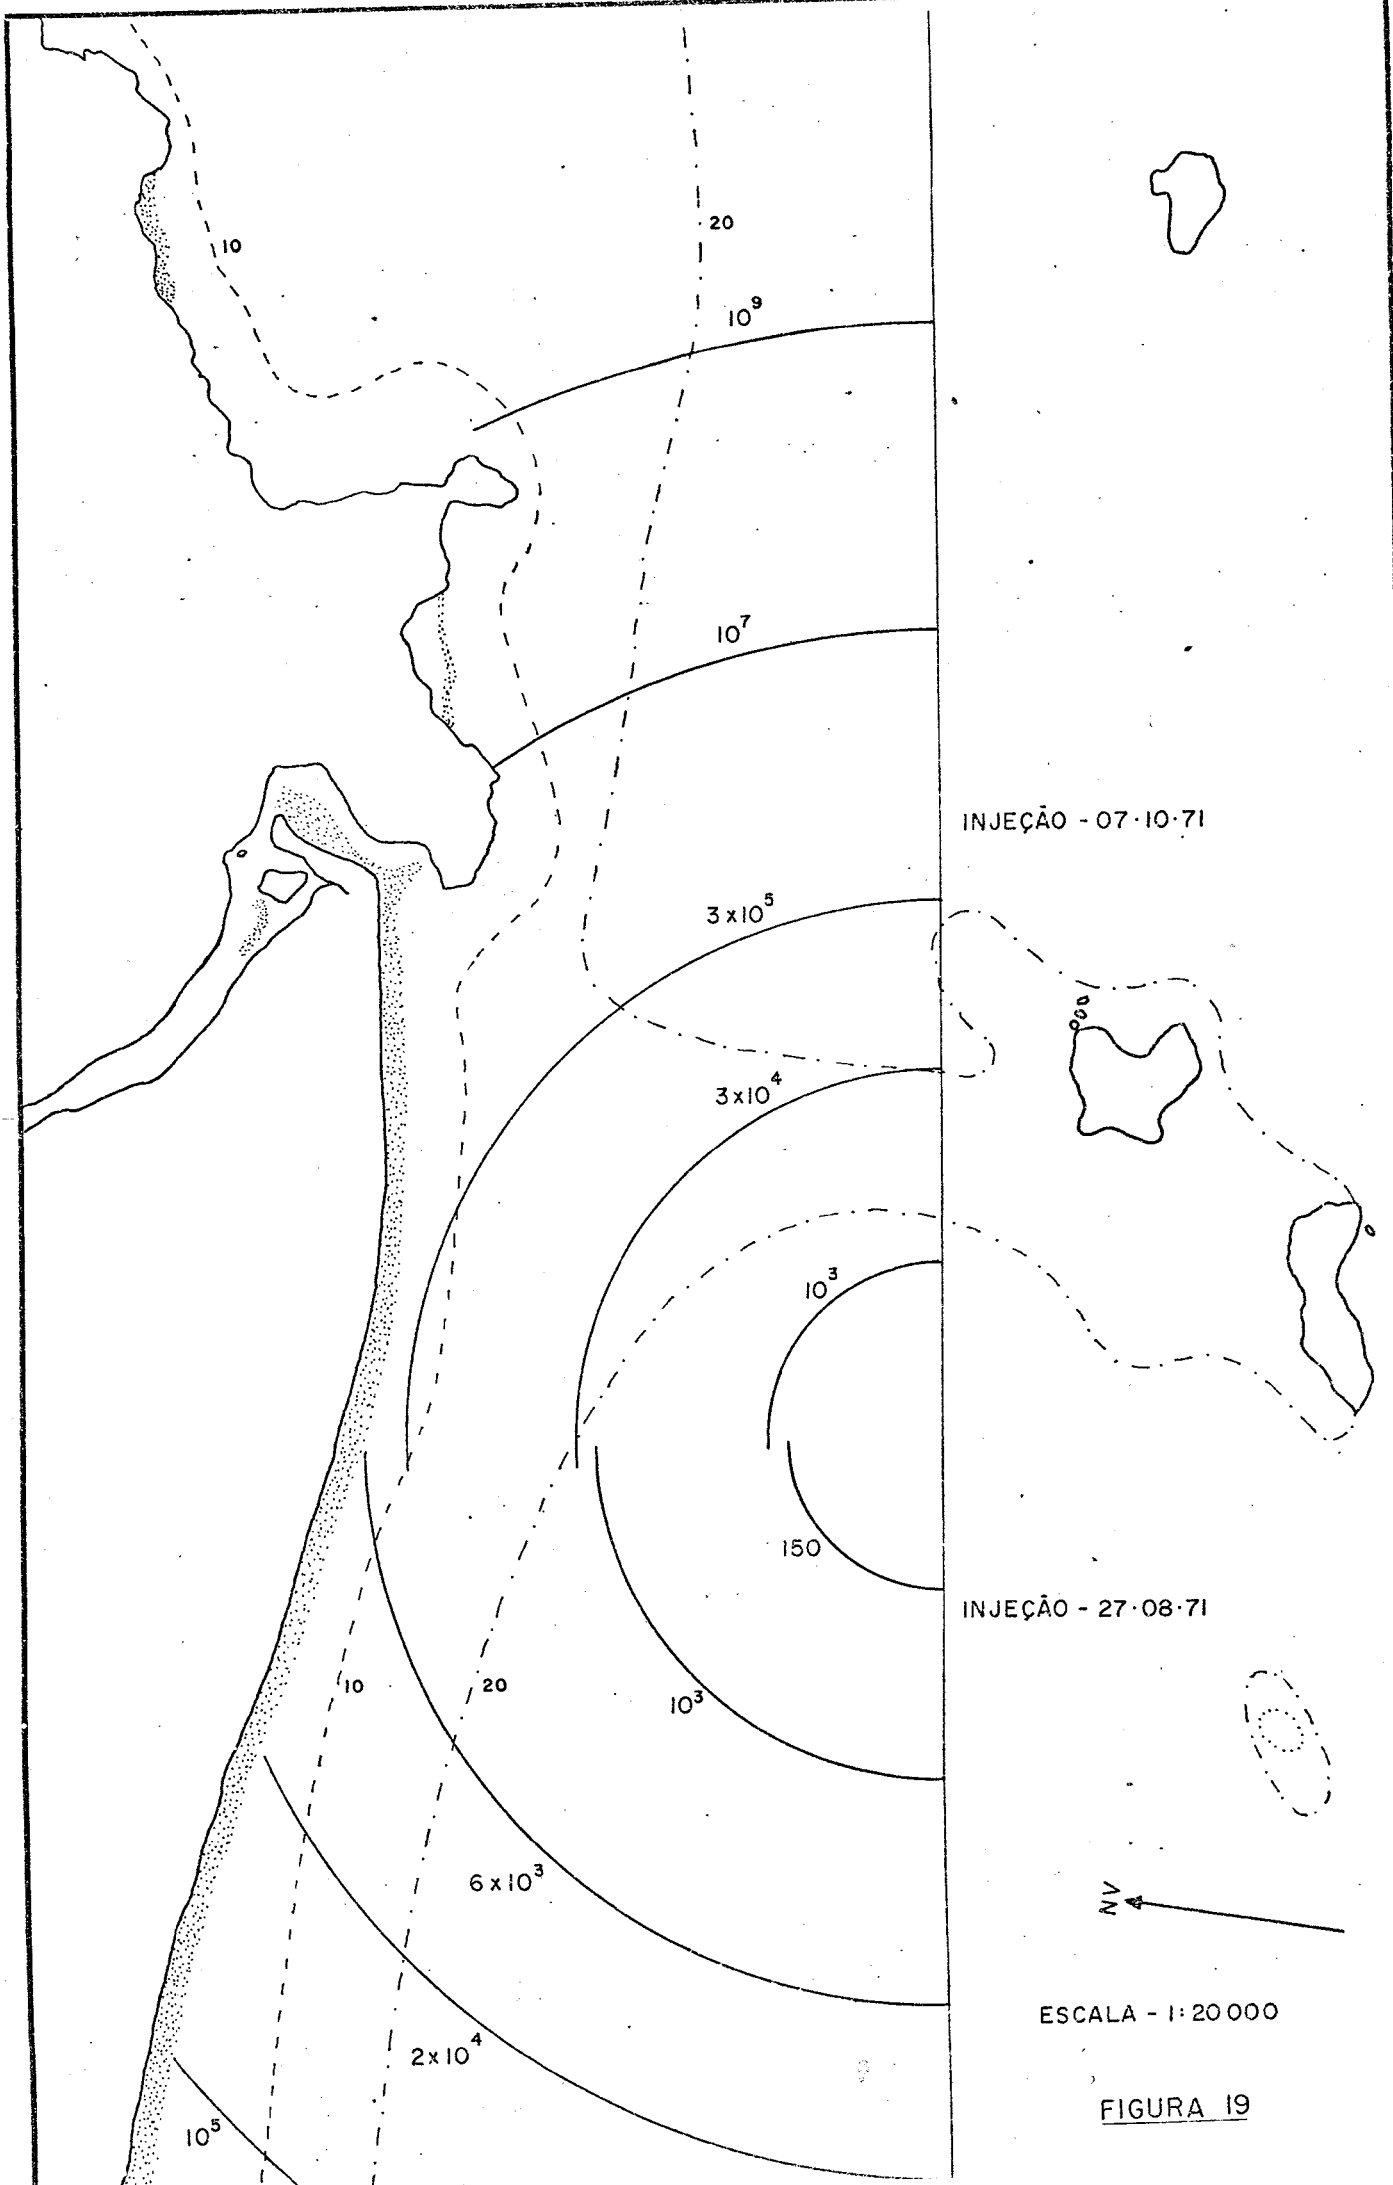 10
20
10⁹
10⁷
INJEÇÃO - 07·10·71
3x10⁵
3x10⁴
10³
150
INJEÇÃO - 27·08·71
10
20
10³
6x10³
NV
ESCALA - 1:20000
2x10⁴
FIGURA 19
10⁵